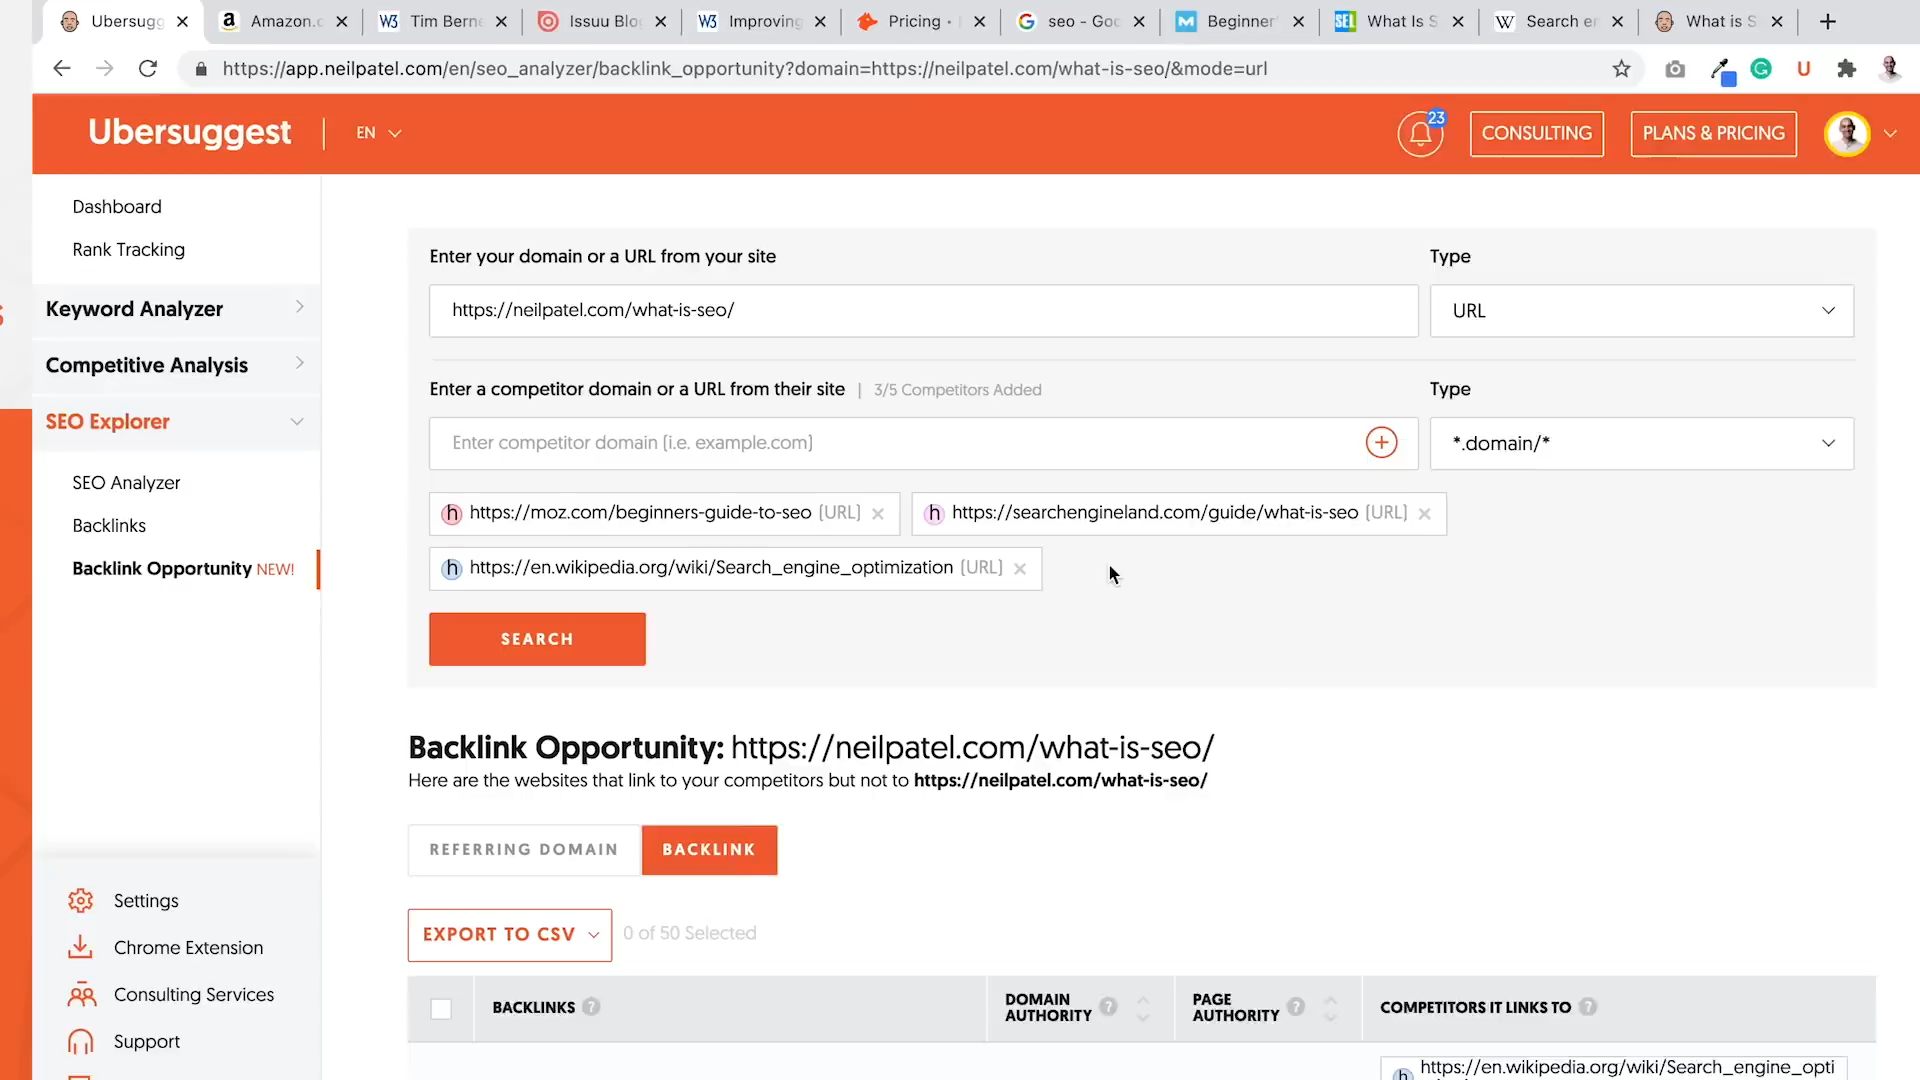 Ubersugg
Amazon.c
W3 Tim Berne
Issuu Blo
W3 Improving
Pricing •
seo - Goo
Beginner'
SEL What Is S
W Search en
What is S
https://app.neilpatel.com/en/seo_analyzer/backlink_opportunity?domain=https://neilpatel.com/what-is-seo/&mode=url
Ubersuggest
EN
23
CONSULTING
PLANS & PRICING
Dashboard
Rank Tracking
Keyword Analyzer
Competitive Analysis
SEO Explorer
SEO Analyzer
Backlinks
Backlink Opportunity NEW!
Settings
Chrome Extension
Consulting Services
Support
Enter your domain or a URL from your site
Type
https://neilpatel.com/what-is-seo/
URL
Enter a competitor domain or a URL from their site | 3/5 Competitors Added
Type
Enter competitor domain (i.e. example.com)
*.domain/*
h https://moz.com/beginners-guide-to-seo (URL)
h https://searchengineland.com/guide/what-is-seo (URL)
h https://en.wikipedia.org/wiki/Search_engine_optimization (URL)
SEARCH
Backlink Opportunity: https://neilpatel.com/what-is-seo/
Here are the websites that link to your competitors but not to https://neilpatel.com/what-is-seo/
REFERRING DOMAIN
BACKLINK
EXPORT TO CSV
0 of 50 Selected
BACKLINKS ?
DOMAIN
AUTHORITY ?
PAGE
AUTHORITY ?
COMPETITORS IT LINKS TO ?
h https://en.wikipedia.org/wiki/Search_engine_opti